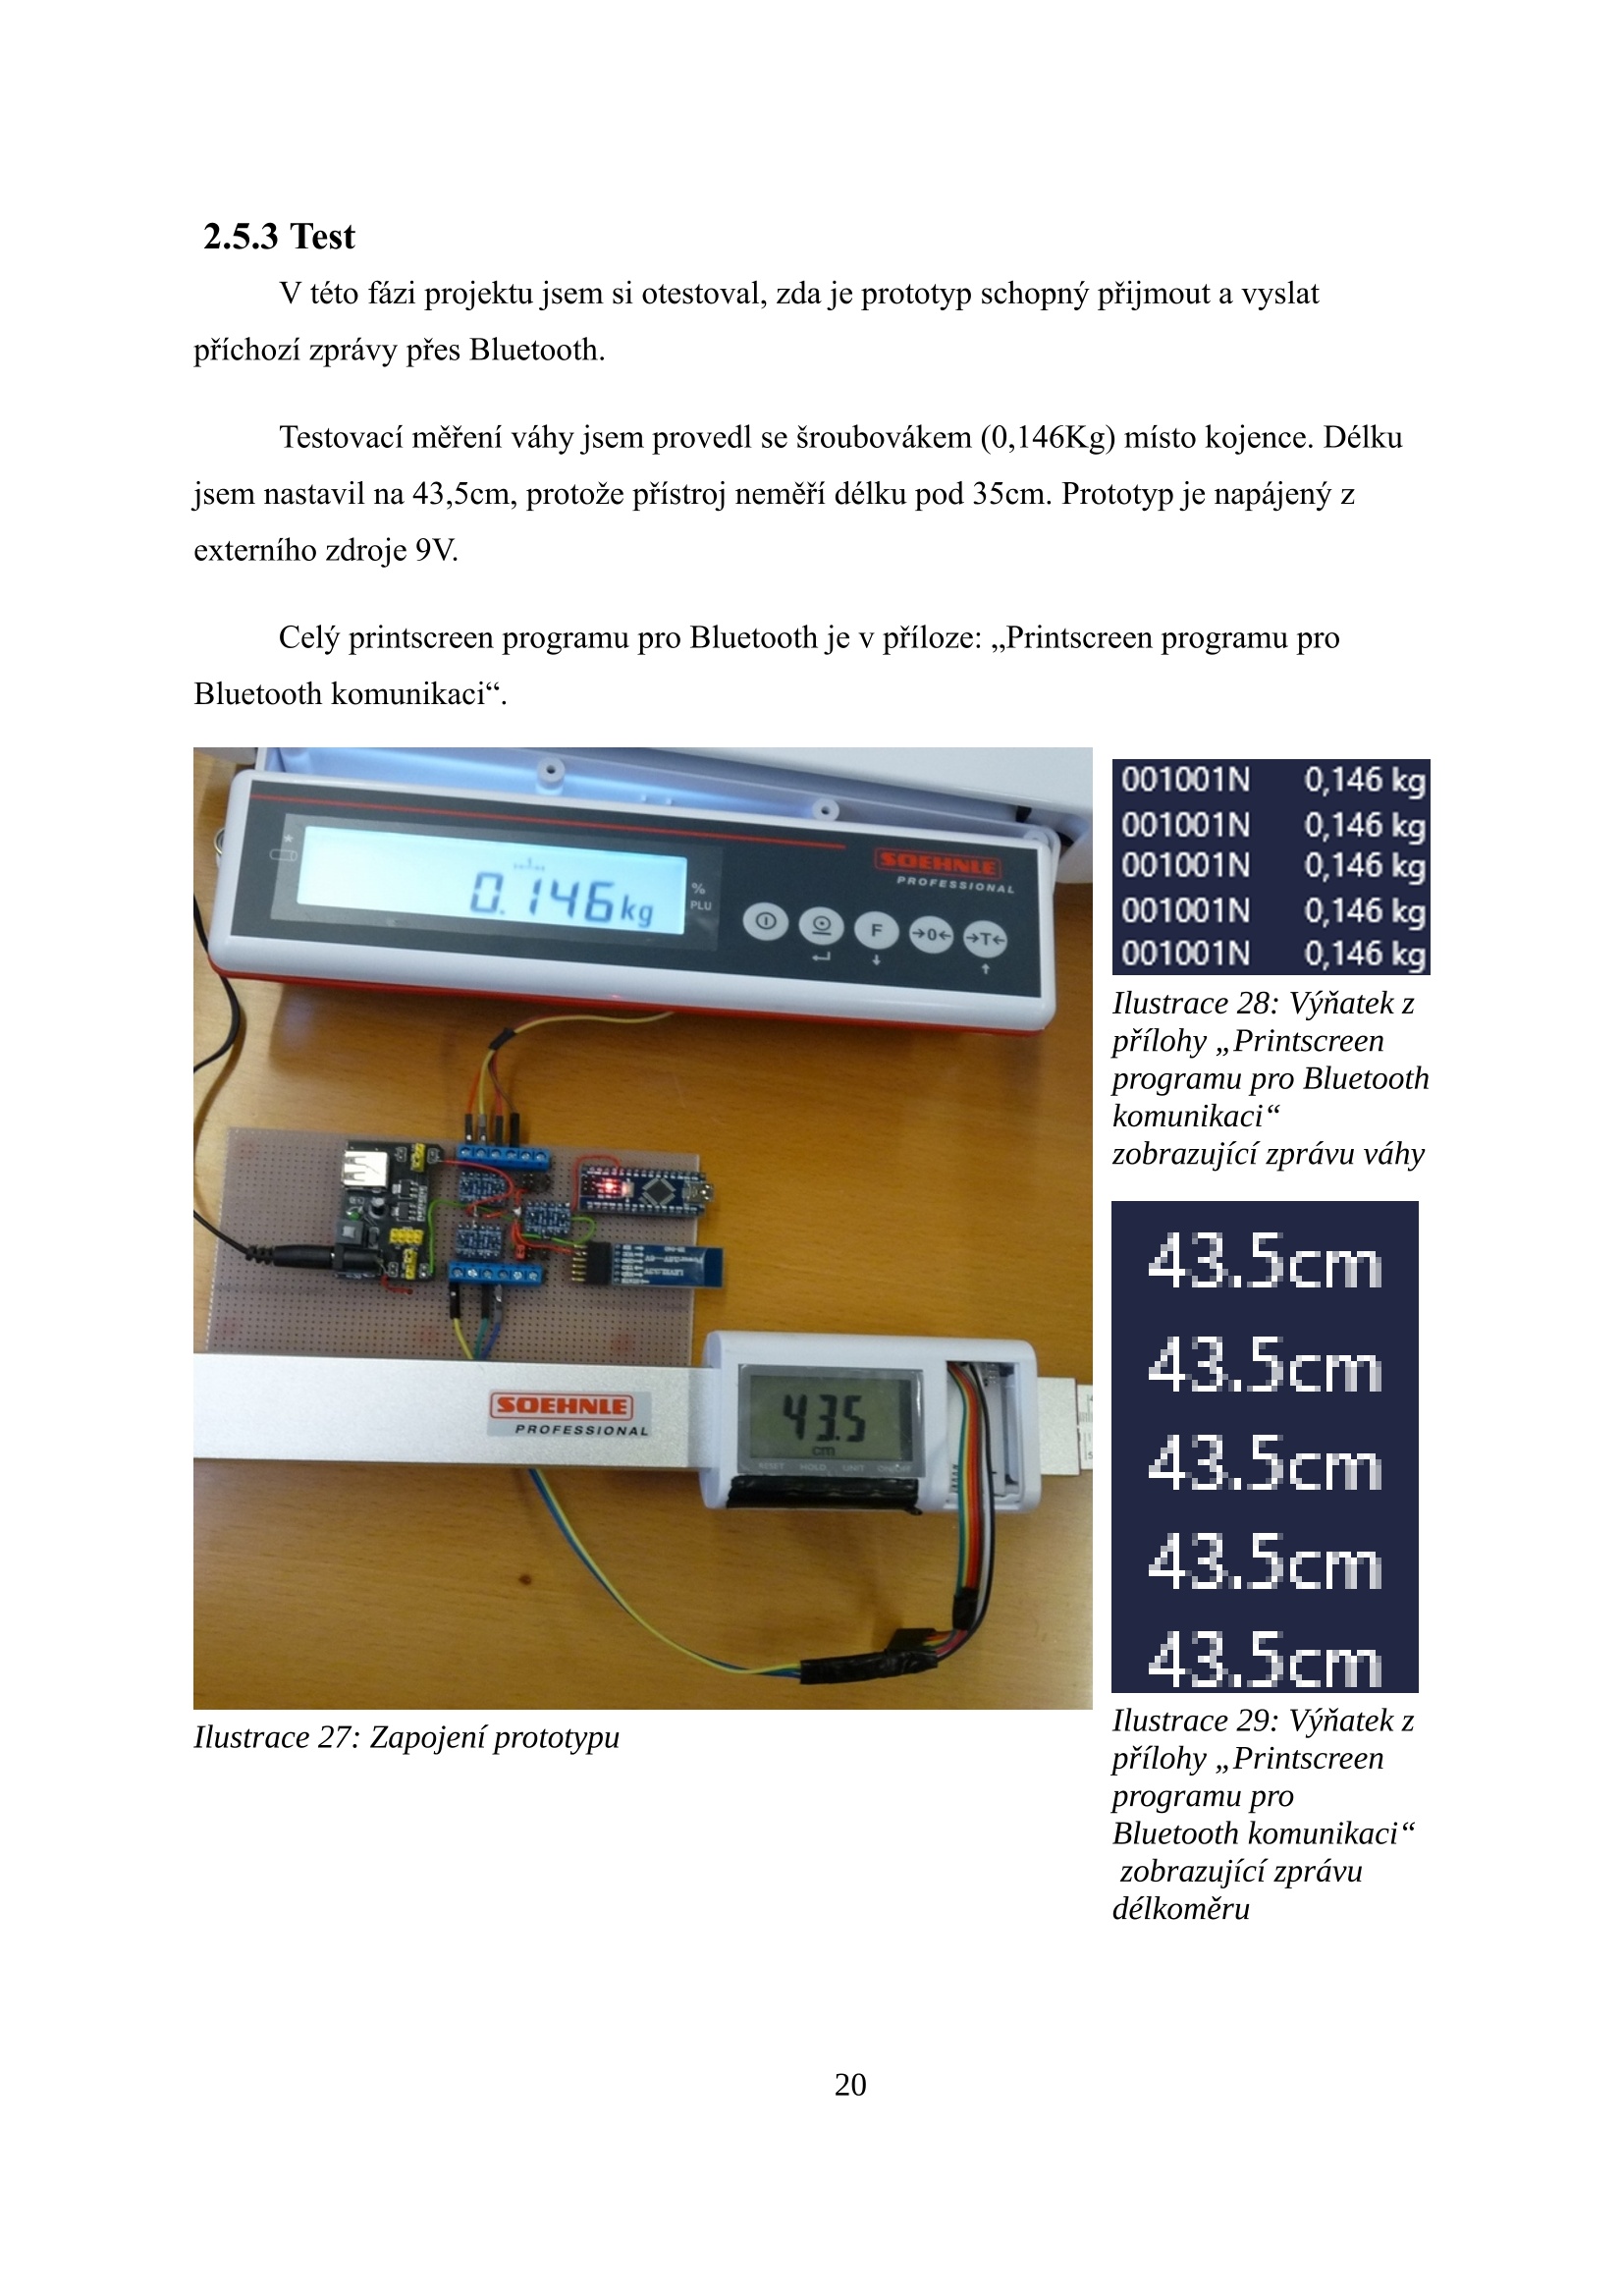 2.5.3 Test
V této fázi projektu jsem si otestoval, zda je prototyp schopný přijmout a vyslat
příchozí zprávy přes Bluetooth.
Testovací měření váhy jsem provedl se šroubovákem (0,146Kg) místo kojence. Délku
jsem nastavil na 43,5cm, protože přístroj neměří délku pod 35cm. Prototyp je napájený z
externího zdroje 9V.
Celý printscreen programu pro Bluetooth je v příloze: „Printscreen programu pro
Bluetooth komunikaci“.
SOEHNLE
PROFESSIONAL
0.146kg
%
PLU
F
→0←
→T←
SOEHNLE
PROFESSIONAL
43.5
cm
RESET HOLD UNIT ON/OFF
Ilustrace 27: Zapojení prototypu
001001N 0,146 kg
001001N 0,146 kg
001001N 0,146 kg
001001N 0,146 kg
001001N 0,146 kg
Ilustrace 28: Výňatek z
přílohy „Printscreen
programu pro Bluetooth
komunikaci“
zobrazující zprávu váhy
43.5cm
43.5cm
43.5cm
43.5cm
43.5cm
Ilustrace 29: Výňatek z
přílohy „Printscreen
programu pro
Bluetooth komunikaci“
zobrazující zprávu
délkoměru
20